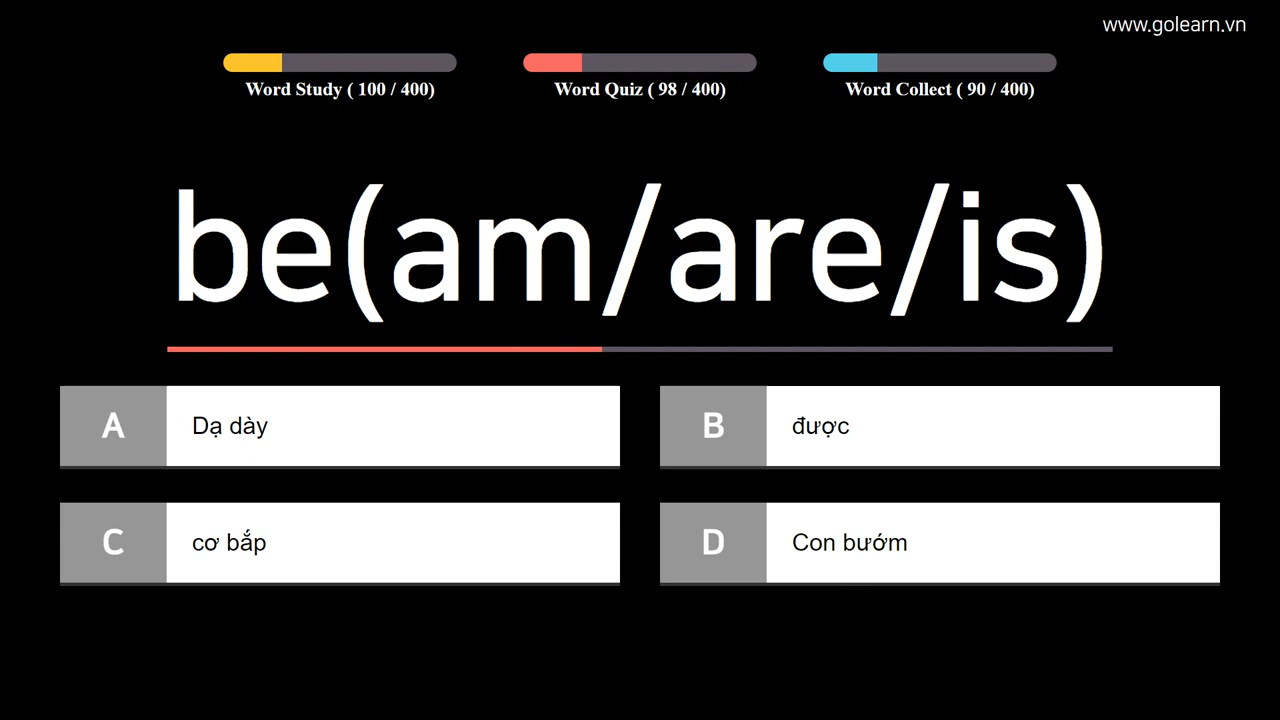 www.golearn.vn
Word Study ( 100 / 400)
Word Quiz ( 98 / 400)
Word Collect ( 90 / 400)
be(am/are/is)
A Dạ dày
B được
C cơ bắp
D Con bướm